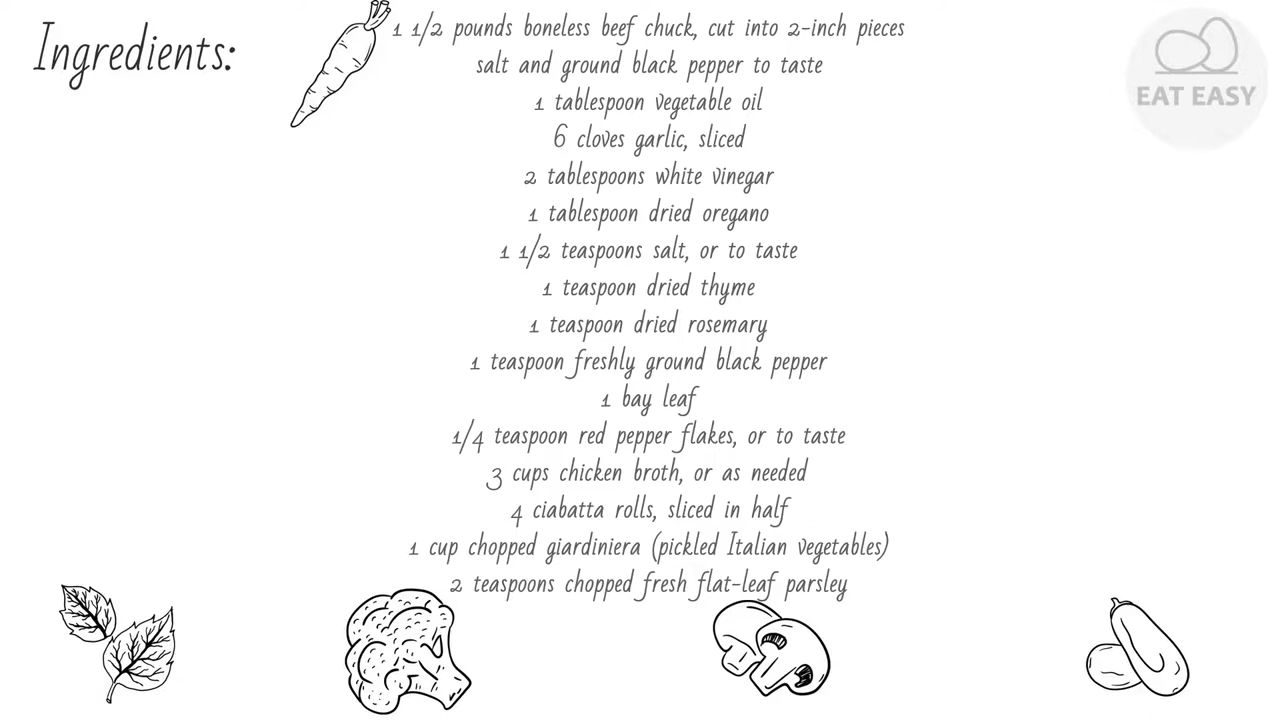 Ingredients:
1 1/2 pounds boneless beef chuck, cut into 2-inch pieces
salt and ground black pepper to taste
1 tablespoon vegetable oil
6 cloves garlic, sliced
2 tablespoons white vinegar
1 tablespoon dried oregano
1 1/2 teaspoons salt, or to taste
1 teaspoon dried thyme
1 teaspoon dried rosemary
1 teaspoon freshly ground black pepper
1 bay leaf
1/4 teaspoon red pepper flakes, or to taste
3 cups chicken broth, or as needed
4 ciabatta rolls, sliced in half
1 cup chopped giardiniera (pickled Italian vegetables)
2 teaspoons chopped fresh flat-leaf parsley
EAT EASY